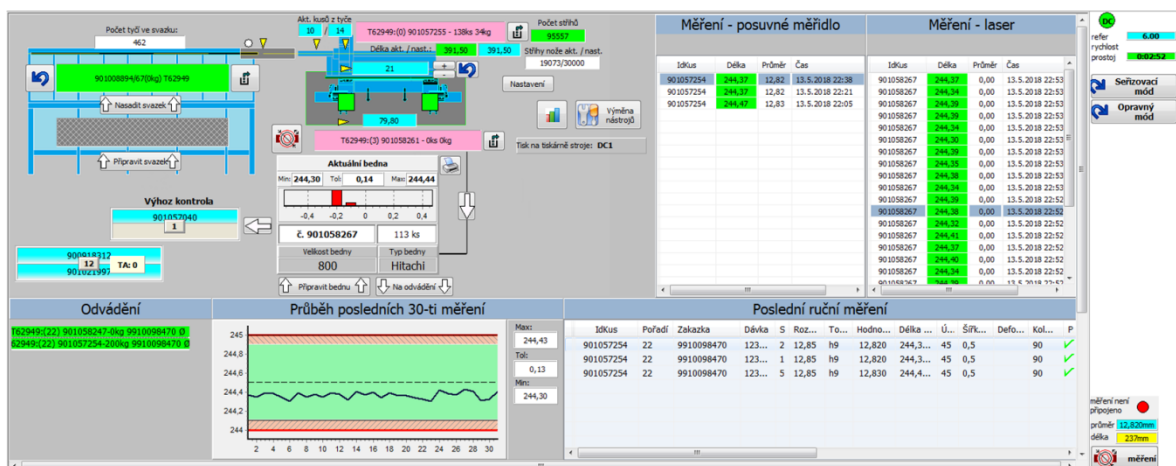 Počet tyčí ve svazku:
462
901008894/67(0kg) T62949
Nasadit svazek
Připravit svazek
Výhoz kontrola
901057040
1
900918312
12
TA: 0
901021997
Akt. kusů z tyče
10 / 14
T62949:(0) 901057255 - 138ks 34kg
Délka akt. / nast.: 391,50 391,50
21
+
-
79,80
T62949:(3) 901058261 - 0ks 0kg
Počet střihů
95557
Střihy nože akt. / nast.
19073/30000
Nastavení
Výměna
nástrojů
Tisk na tiskárně stroje: DC1
Aktuální bedna
Min: 244,30 Tol: 0,14 Max: 244,44
-0,4 -0,2 0 0,2 0,4
č. 901058267 113 ks
Velikost bedny Typ bedny
800 Hitachi
Připravit bednu Na odvádění
Měření - posuvné měřidlo
IdKus Délka Průměr Čas
901057254 244,37 12,82 13.5.2018 22:38
901057254 244,37 12,82 13.5.2018 22:21
901057254 244,47 12,83 13.5.2018 22:05
Měření - laser
IdKus Délka Průměr Čas
901058267 244,37 0,00 13.5.2018 22:53
901058267 244,34 0,00 13.5.2018 22:53
901058267 244,39 0,00 13.5.2018 22:53
901058267 244,39 0,00 13.5.2018 22:53
901058267 244,34 0,00 13.5.2018 22:53
901058267 244,30 0,00 13.5.2018 22:53
901058267 244,39 0,00 13.5.2018 22:53
901058267 244,35 0,00 13.5.2018 22:53
901058267 244,38 0,00 13.5.2018 22:53
901058267 244,34 0,00 13.5.2018 22:52
901058267 244,39 0,00 13.5.2018 22:52
901058267 244,38 0,00 13.5.2018 22:52
901058267 244,32 0,00 13.5.2018 22:52
901058267 244,41 0,00 13.5.2018 22:52
901058267 244,37 0,00 13.5.2018 22:52
901058267 244,40 0,00 13.5.2018 22:52
901058267 244,34 0,00 13.5.2018 22:52
901058267 244,39 0,00 13.5.2018 22:52
DC
refer 6.00
rychlost
prostoj 0:02:52
Seřizovací
mód
Opravný
mód
Odvádění
T62949:(22) 901058247-0kg 9910098470 Ø
62949:(22) 901057254-200kg 9910098470 Ø
Průběh posledních 30-ti měření
245
244,8
244,6
244,4
244,2
244
2 4 6 8 10 12 14 16 18 20 22 24 26 28 30
Max:
244,43
Tol:
0,13
Min:
244,30
Poslední ruční měření
IdKus Pořadí Zakazka Dávka S Roz... To... Hodno... Délka ... Ú... Šířk... Defo... Kol... P
901057254 22 9910098470 123... 2 12,85 h9 12,820 244,3... 45 0,5 90
901057254 22 9910098470 123... 1 12,85 h9 12,820 244,3... 45 0,5 90
901057254 22 9910098470 123... S 12,85 h9 12,830 244,4... 45 0,5 90
měření není
připojeno
průměr 12,820mm
délka 237mm
měření